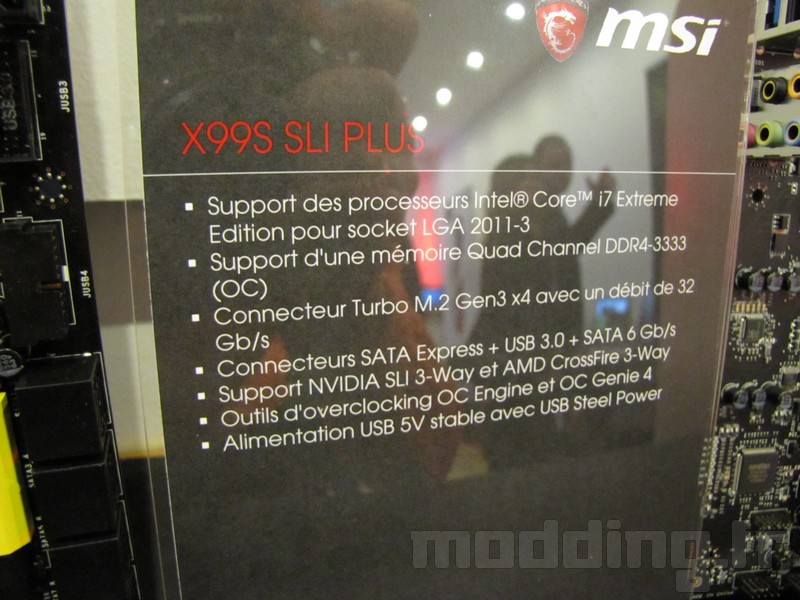 msi
X99S SLI PLUS
▪ Support des processeurs Intel® Core™ i7 Extreme
Edition pour socket LGA 2011-3
▪ Support d'une mémoire Quad Channel DDR4-3333
(OC)
▪ Connecteur Turbo M.2 Gen3 x4 avec un débit de 32
Gb/s
▪ Connecteurs SATA Express + USB 3.0 + SATA 6 Gb/s
▪ Support NVIDIA SLI 3-Way et AMD CrossFire 3-Way
▪ Outils d'overclocking OC Engine et OC Genie 4
▪ Alimentation USB 5V stable avec USB Steel Power
JUSB3
USB3.0
JUSB4
modding.fr